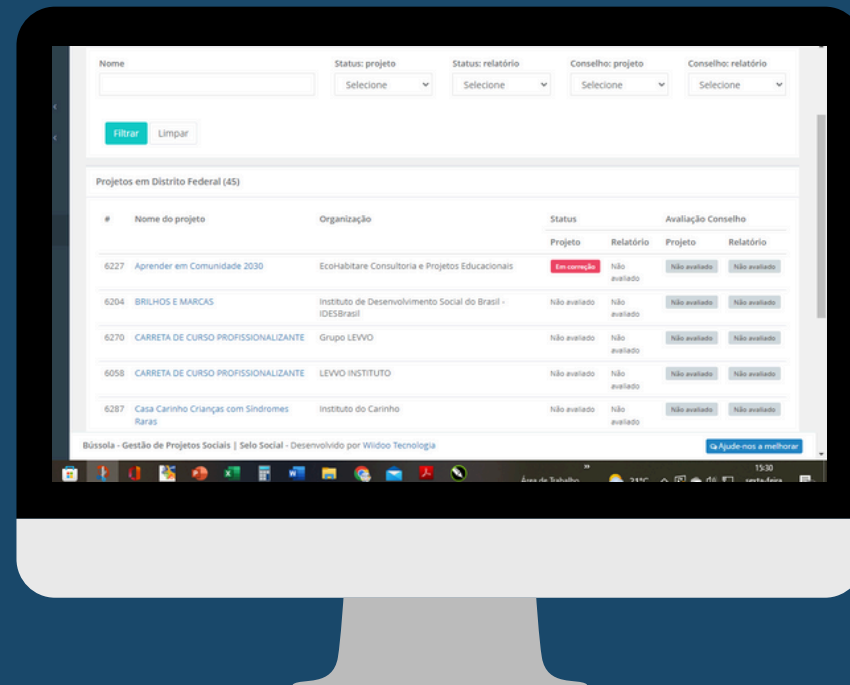 Nome Status: projeto Status: relatório Conselho: projeto Conselho: relatório
Selecione Selecione Selecione Selecione
Filtrar Limpar
Projetos em Distrito Federal (45)
# Nome do projeto Organização Status Avaliação Conselho
Projeto Relatório Projeto Relatório
6227 Aprender em Comunidade 2030 EcoHabitare Consultoria e Projetos Educacionais Em correção Não Não avaliado Não avaliado
avaliado
6204 BRILHOS E MARCAS Instituto de Desenvolvimento Social do Brasil - Não avaliado Não Não avaliado Não avaliado
IDESBrasil avaliado
6270 CARRETA DE CURSO PROFISSIONALIZANTE Grupo LEVVO Não avaliado Não Não avaliado Não avaliado
avaliado
6058 CARRETA DE CURSO PROFISSIONALIZANTE LEVVO INSTITUTO Não avaliado Não Não avaliado Não avaliado
avaliado
6287 Casa Carinho Crianças com Síndromes Instituto do Carinho Não avaliado Não Não avaliado Não avaliado
Raras avaliado
Bússola - Gestão de Projetos Sociais | Selo Social - Desenvolvido por Wiidoo Tecnologia Ajude-nos a melhorar
15:30
Área de Trabalho » 21°C sexta-feira